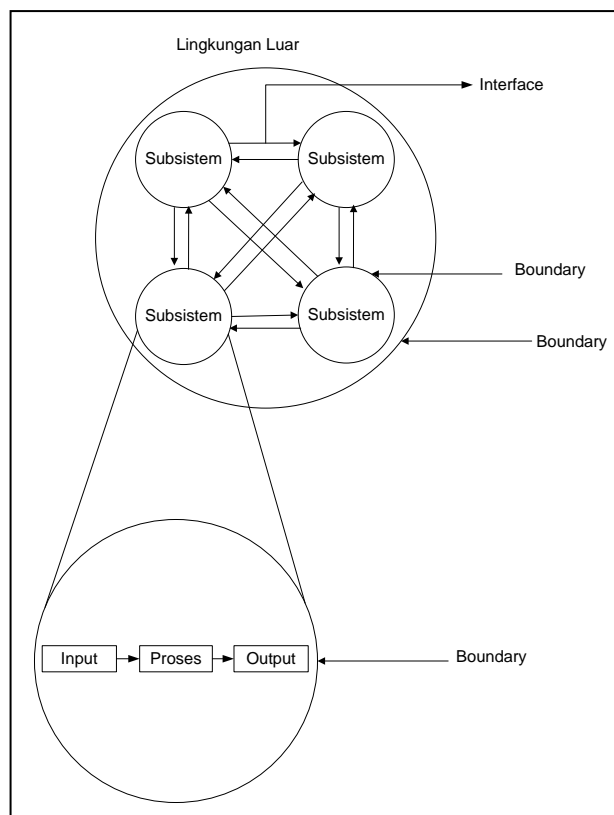 Lingkungan Luar
Interface
Subsistem
Subsistem
Boundary
Subsistem
Subsistem
Boundary
Input
Proses
Output
Boundary